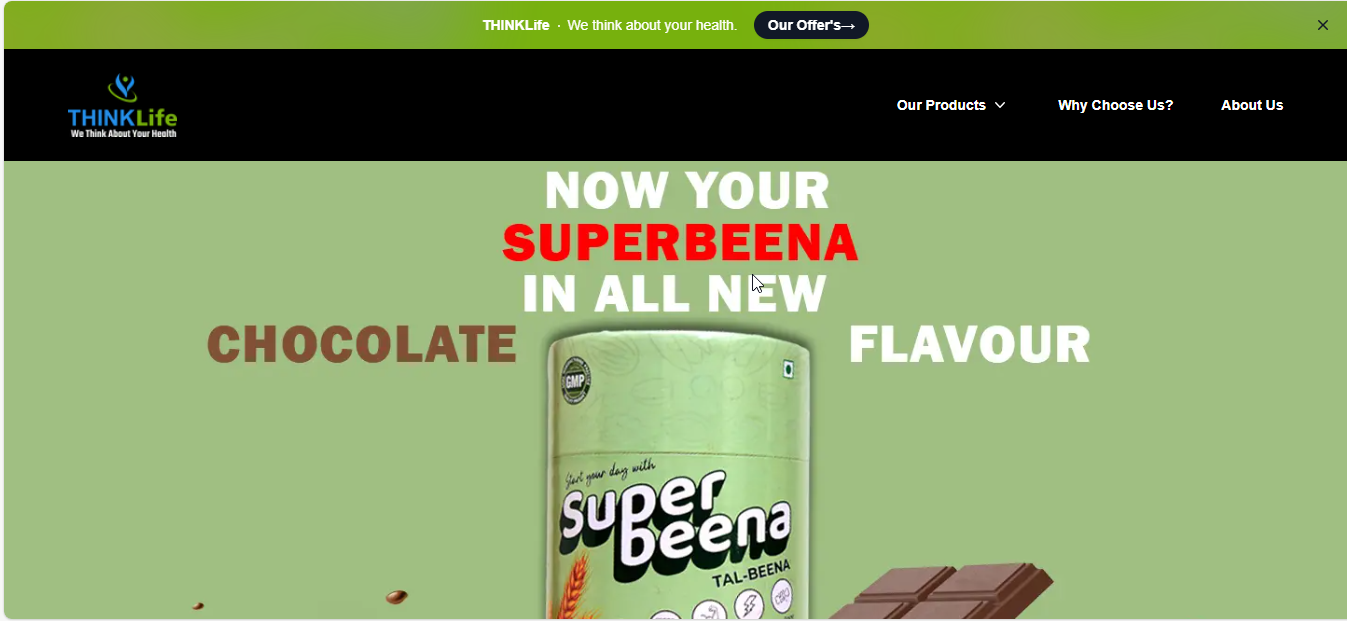 THINKLife · We think about your health. Our Offer's→
THINKLife
We Think About Your Health
Our Products
Why Choose Us?
About Us
NOW YOUR
SUPERBEENA
IN ALL NEW
CHOCOLATE FLAVOUR
GMP
Start your day with
Super
beena
TAL-BEENA